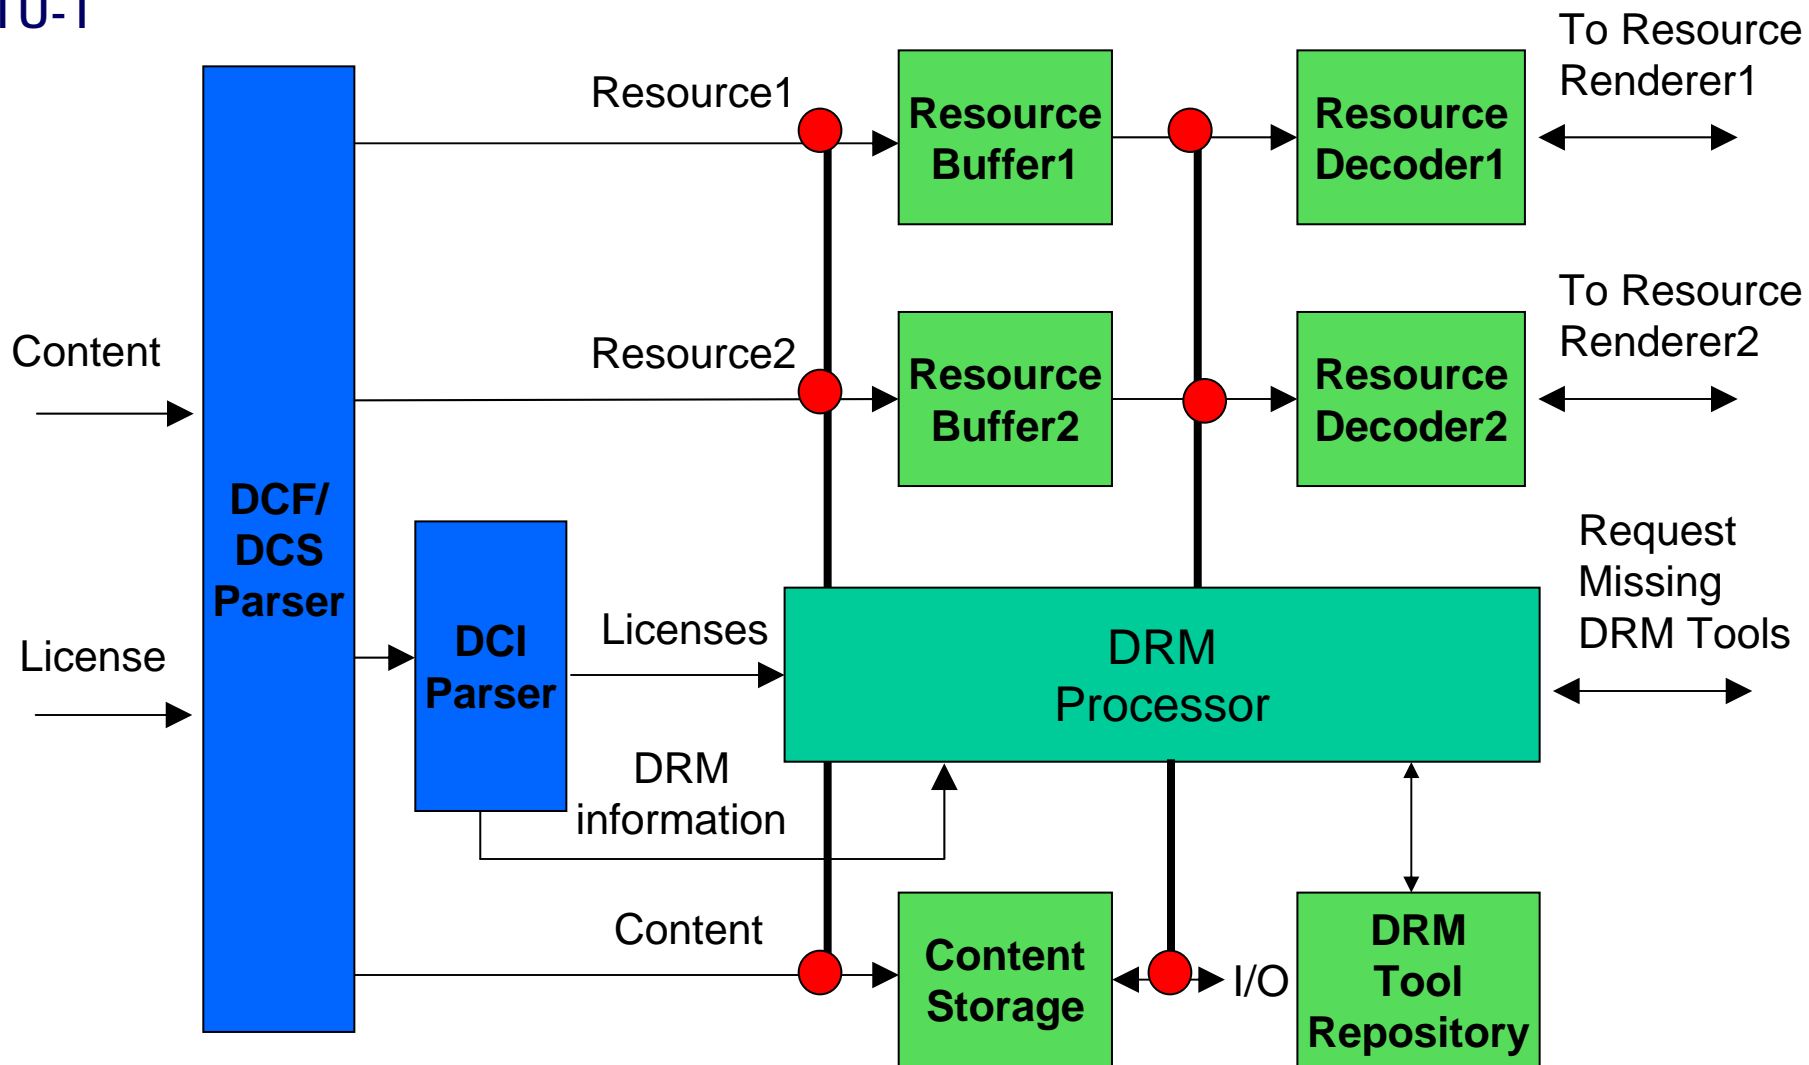 To Resource
Renderer1
Resource1
Resource
Buffer1
Resource
Decoder1
To Resource
Renderer2
Content
Resource2
Resource
Buffer2
Resource
Decoder2
DCF/
DCS
Parser
Request
Missing
DRM Tools
License
DCI
Parser
Licenses
DRM
Processor
DRM
information
Content
Content
Storage
I/O
DRM
Tool
Repository